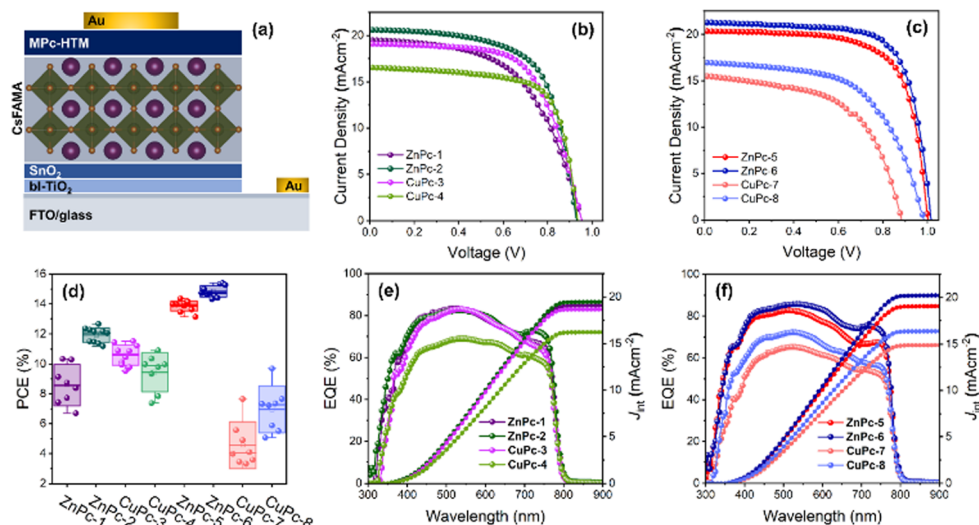 Au
(a)
MPc-HTM
CsFAMA
SnO2
bl-TiO2
Au
FTO/glass
(b)
Current Density (mAcm-2)
25
20
15
10
5
0
ZnPc-1
ZnPc-2
CuPc-3
CuPc-4
0.0 0.2 0.4 0.6 0.8 1.0
Voltage (V)
(c)
Current Density (mAcm-2)
20
15
10
5
0
ZnPc-5
ZnPc-6
CuPc-7
CuPc-8
0.0 0.2 0.4 0.6 0.8 1.0
Voltage (V)
(d)
PCE (%)
16
14
12
10
8
6
4
2
ZnPc-1 ZnPc-2 CuPc-3 CuPc-4 ZnPc-5 ZnPc-6 CuPc-7 CuPc-8
(e)
EQE (%)
100
80
60
40
20
0
ZnPc-1
ZnPc-2
CuPc-3
CuPc-4
20
15
10
5
0
Jint (mAcm-2)
300 400 500 600 700 800 900
Wavelength (nm)
(f)
EQE (%)
100
80
60
40
20
0
ZnPc-5
ZnPc-6
CuPc-7
CuPc-8
20
15
10
5
0
Jint (mAcm-2)
300 400 500 600 700 800 900
Wavelength (nm)